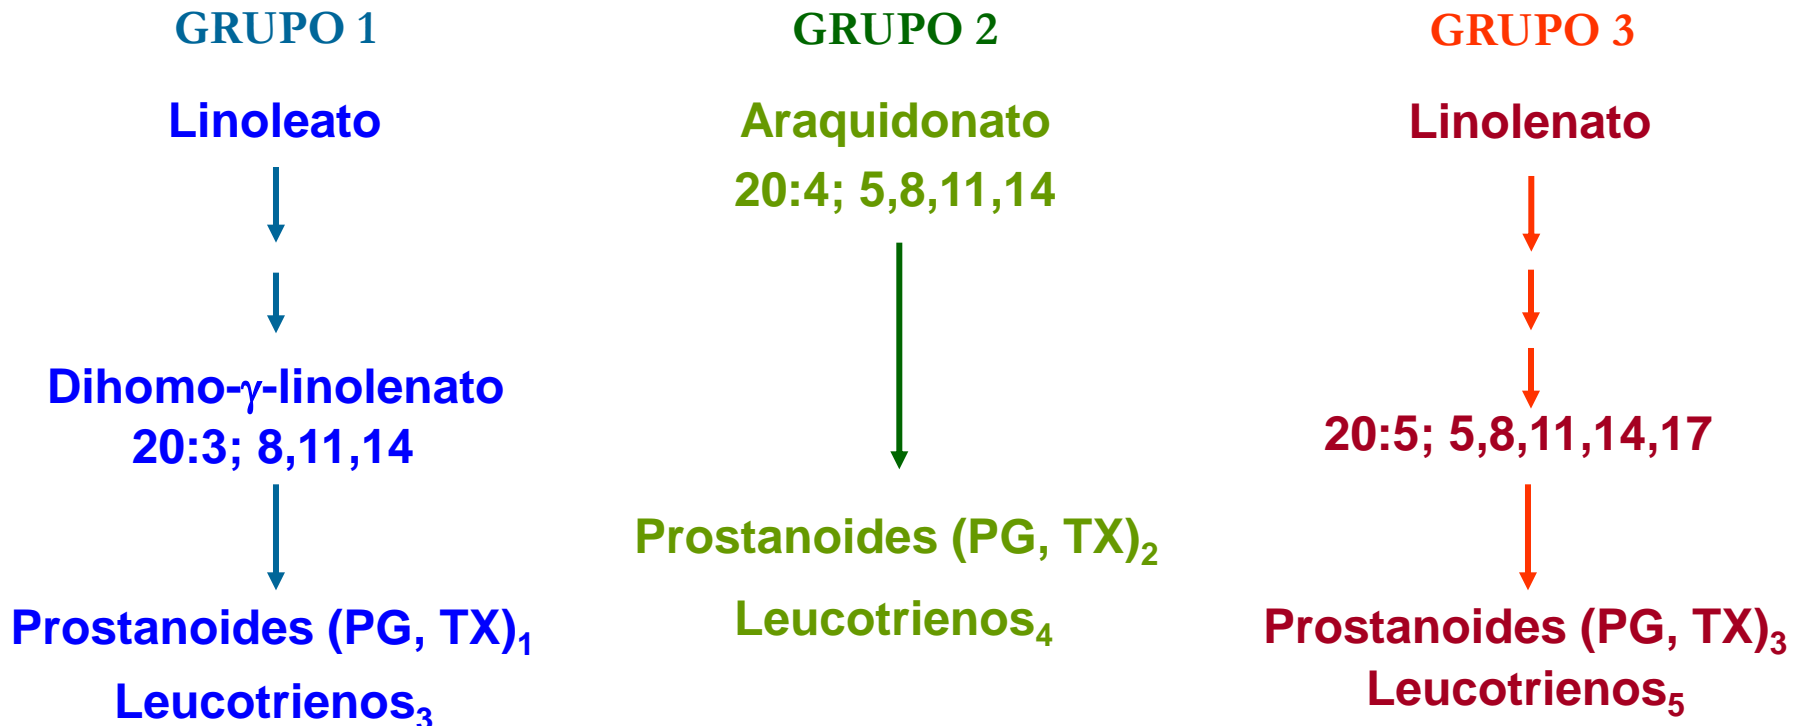 GRUPO 1
Linoleato
Dihomo-γ-linolenato
20:3; 8,11,14
Prostanoides (PG, TX)₁
Leucotrienos₃
GRUPO 2
Araquidonato
20:4; 5,8,11,14
Prostanoides (PG, TX)₂
Leucotrienos₄
GRUPO 3
Linolenato
20:5; 5,8,11,14,17
Prostanoides (PG, TX)₃
Leucotrienos₅